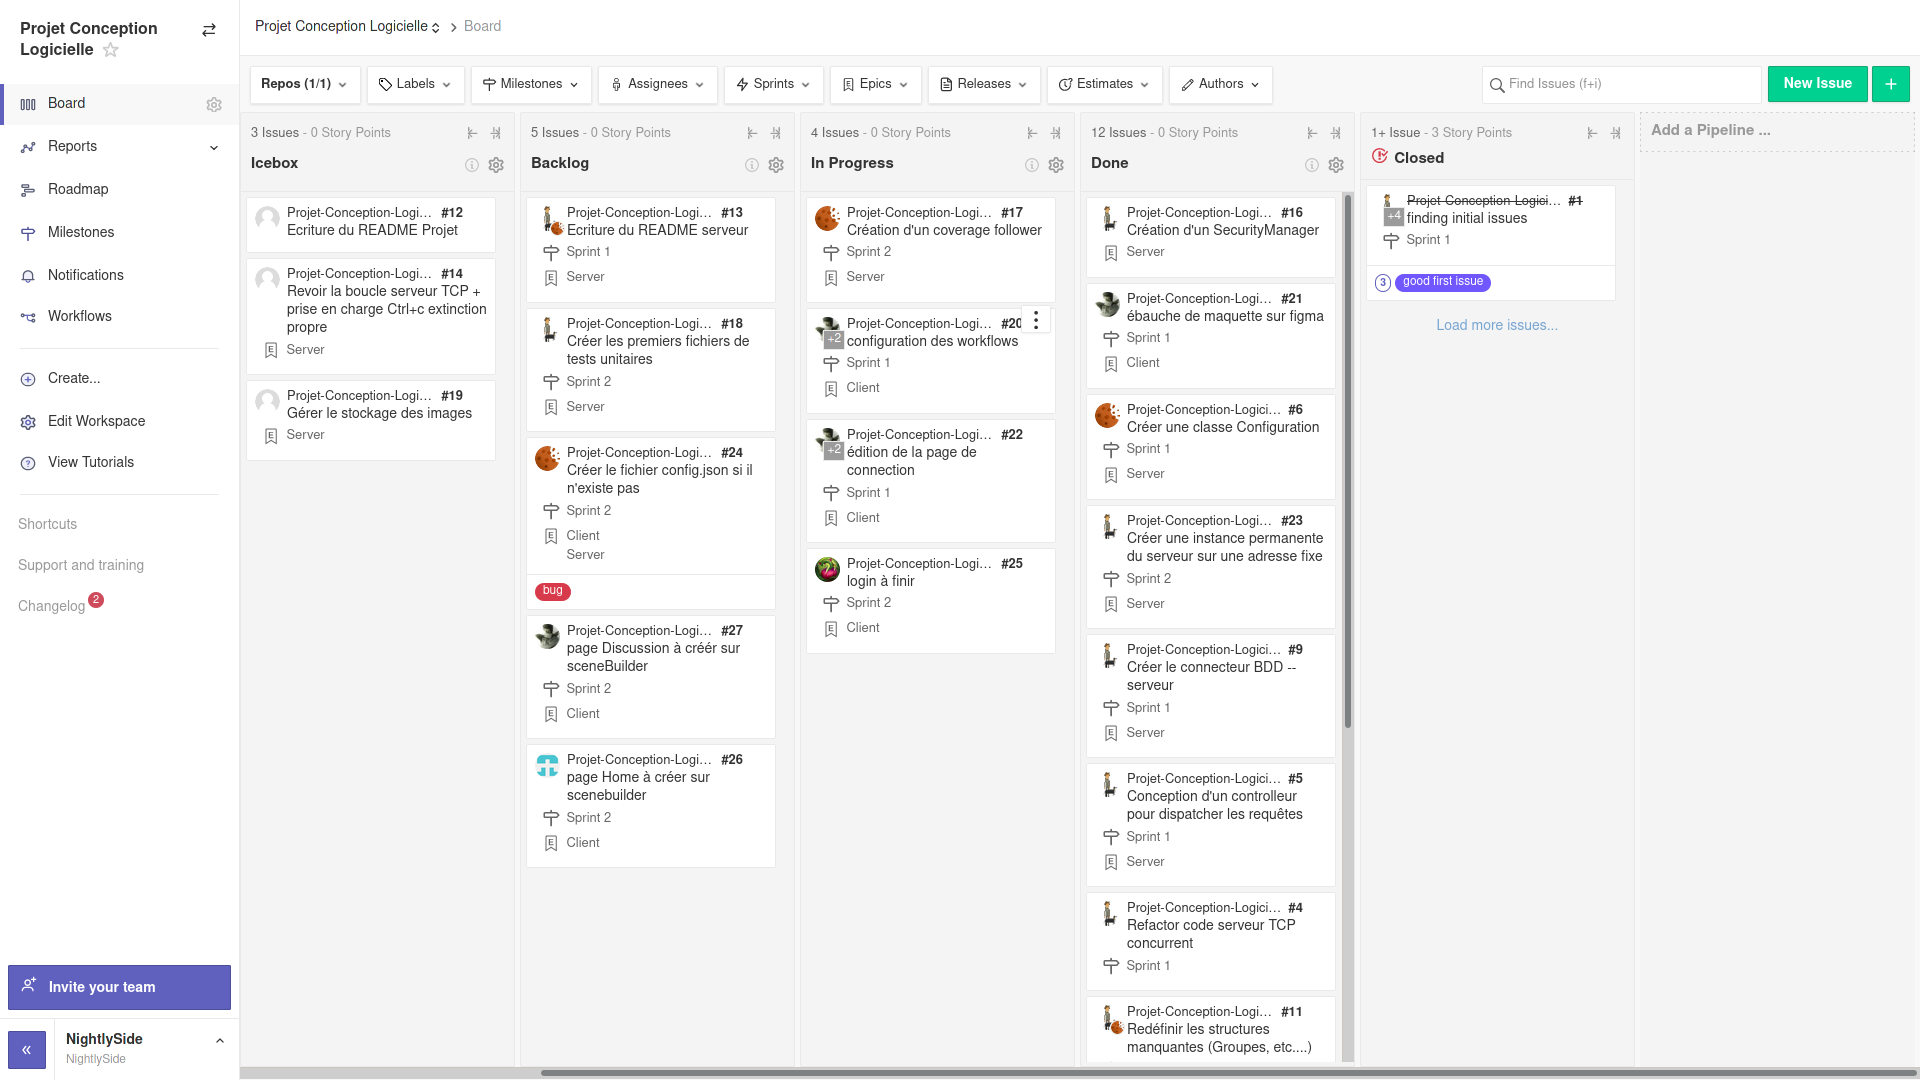 Projet Conception
Logicielle
Board
Reports
Roadmap
Milestones
Notifications
Workflows
Create...
Edit Workspace
View Tutorials
Shortcuts
Support and training
Changelog 2
Invite your team
«
NightlySide
NightlySide
Projet Conception Logicielle > Board
Repos (1/1) Labels Milestones Assignees Sprints Epics Releases Estimates Authors
Find Issues (f+i)
New Issue
+
3 Issues - 0 Story Points
Icebox
Projet-Conception-Logi... #12
Ecriture du README Projet
Projet-Conception-Logi... #14
Revoir la boucle serveur TCP +
prise en charge Ctrl+c extinction
propre
Server
Projet-Conception-Logi... #19
Gérer le stockage des images
Server
5 Issues - 0 Story Points
Backlog
Projet-Conception-Logi... #13
Ecriture du README serveur
Sprint 1
Server
Projet-Conception-Logi... #18
Créer les premiers fichiers de
tests unitaires
Sprint 2
Server
Projet-Conception-Logi... #24
Créer le fichier config.json si il
n'existe pas
Sprint 2
Client
Server
bug
Projet-Conception-Logi... #27
page Discussion à créér sur
sceneBuilder
Sprint 2
Client
Projet-Conception-Logi... #26
page Home à créer sur
scenebuilder
Sprint 2
Client
4 Issues - 0 Story Points
In Progress
Projet-Conception-Logi... #17
Création d'un coverage follower
Sprint 2
Server
Projet-Conception-Logi... #20
+2
configuration des workflows
Sprint 1
Client
Projet-Conception-Logi... #22
+2
édition de la page de
connection
Sprint 1
Client
Projet-Conception-Logi... #25
login à finir
Sprint 2
Client
12 Issues - 0 Story Points
Done
Projet-Conception-Logi... #16
Création d'un SecurityManager
Server
Projet-Conception-Logi... #21
ébauche de maquette sur figma
Sprint 1
Client
Projet-Conception-Logici... #6
Créer une classe Configuration
Sprint 1
Server
Projet-Conception-Logi... #23
Créer une instance permanente
du serveur sur une adresse fixe
Sprint 2
Server
Projet-Conception-Logici... #9
Créer le connecteur BDD --
serveur
Sprint 1
Server
Projet-Conception-Logici... #5
Conception d'un controlleur
pour dispatcher les requêtes
Sprint 1
Server
Projet-Conception-Logici... #4
Refactor code serveur TCP
concurrent
Sprint 1
Projet-Conception-Logi... #11
Redéfinir les structures
manquantes (Groupes, etc....)
1+ Issue - 3 Story Points
Closed
Projet-Conception-Logici... #1
+4
finding initial issues
Sprint 1
3 good first issue
Load more issues...
Add a Pipeline ...